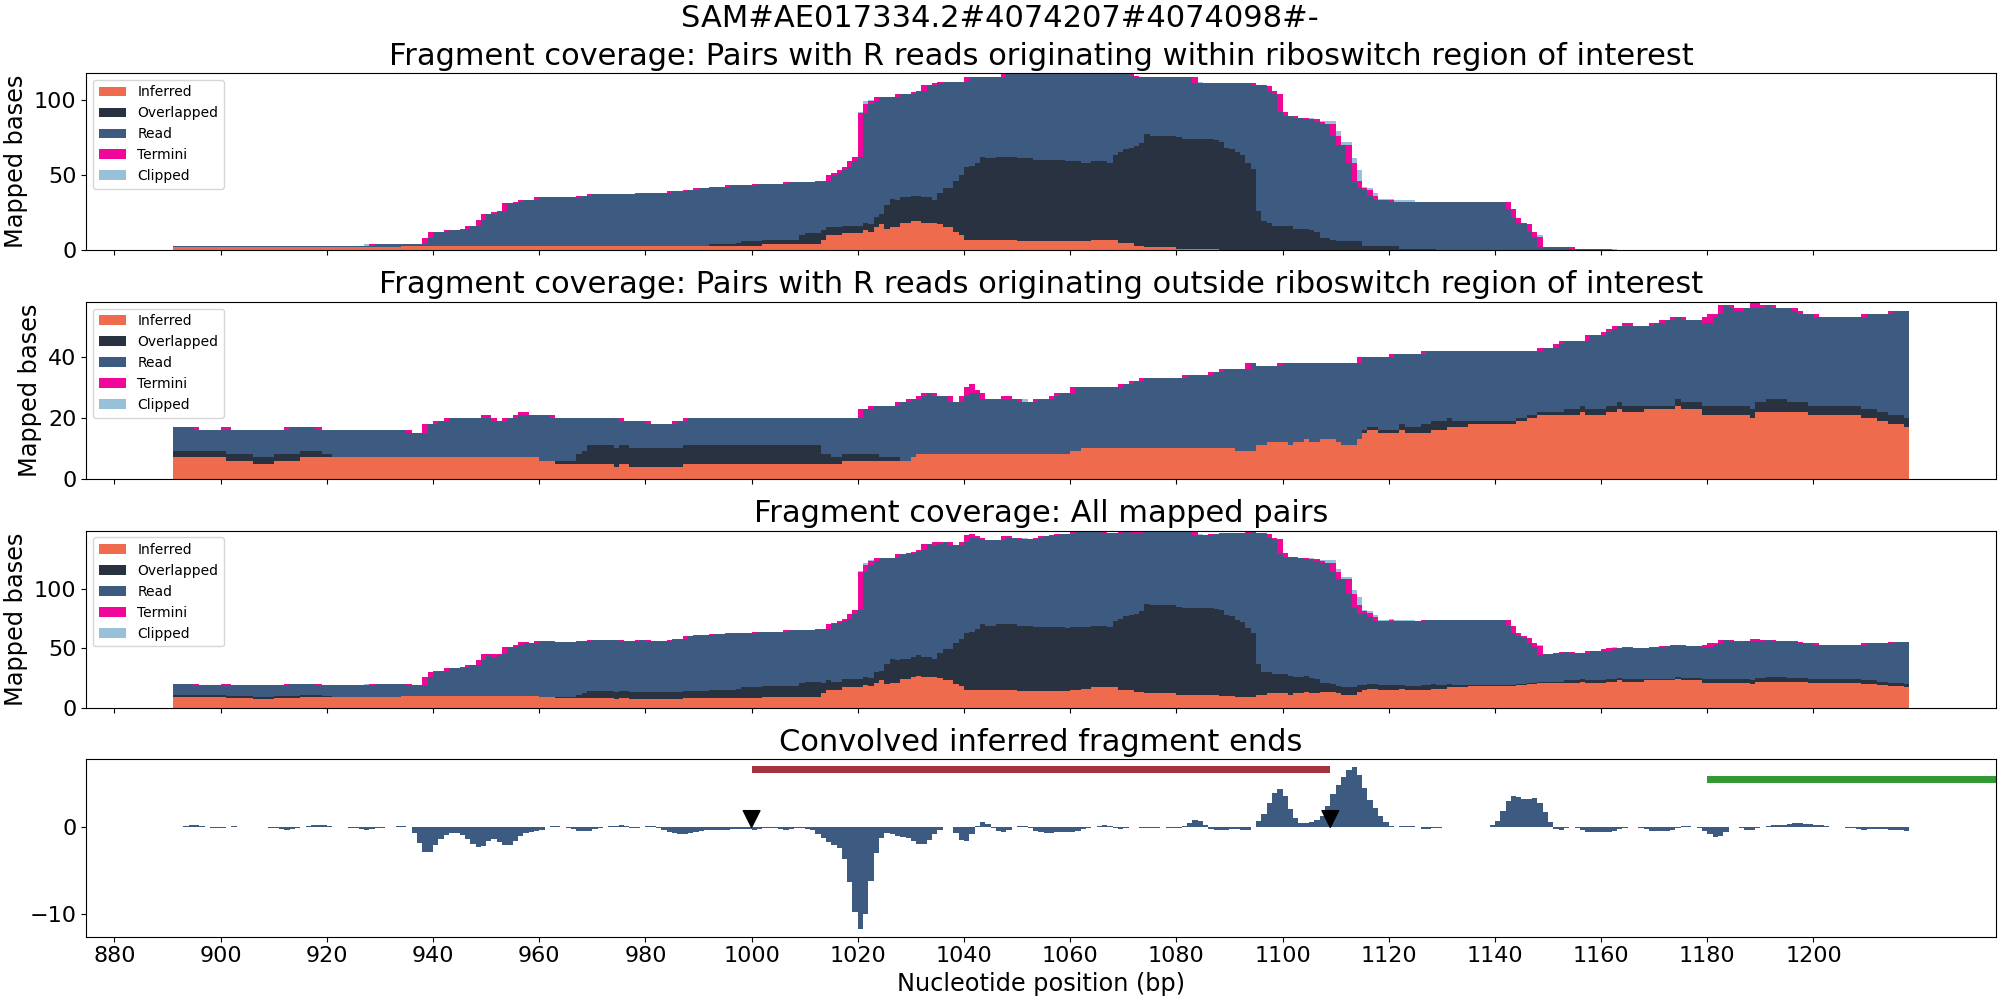 SAM#AE017334.2#4074207#4074098#-
Fragment coverage: Pairs with R reads originating within riboswitch region of interest
Mapped bases
100
50
0
Inferred
Overlapped
Read
Termini
Clipped
Fragment coverage: Pairs with R reads originating outside riboswitch region of interest
Mapped bases
40
20
0
Inferred
Overlapped
Read
Termini
Clipped
Fragment coverage: All mapped pairs
Mapped bases
100
50
0
Inferred
Overlapped
Read
Termini
Clipped
Convolved inferred fragment ends
0
−10
880 900 920 940 960 980 1000 1020 1040 1060 1080 1100 1120 1140 1160 1180 1200
Nucleotide position (bp)